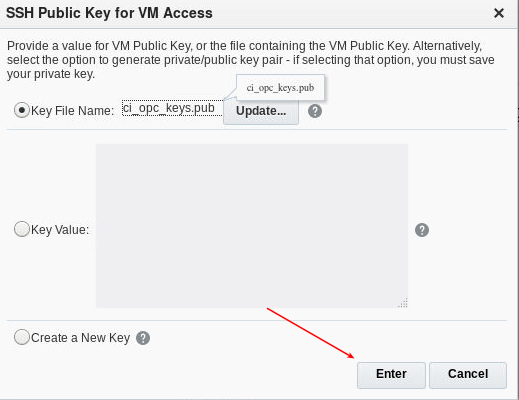 SSH Public Key for VM Access
Provide a value for VM Public Key, or the file containing the VM Public Key. Alternatively,
select the option to generate private/public key pair - if selecting that option, you must save
your private key.
ci_opc_keys.pub
Key File Name: ci_opc_keys.pub Update... ?
Key Value: ?
Create a New Key ?
Enter Cancel